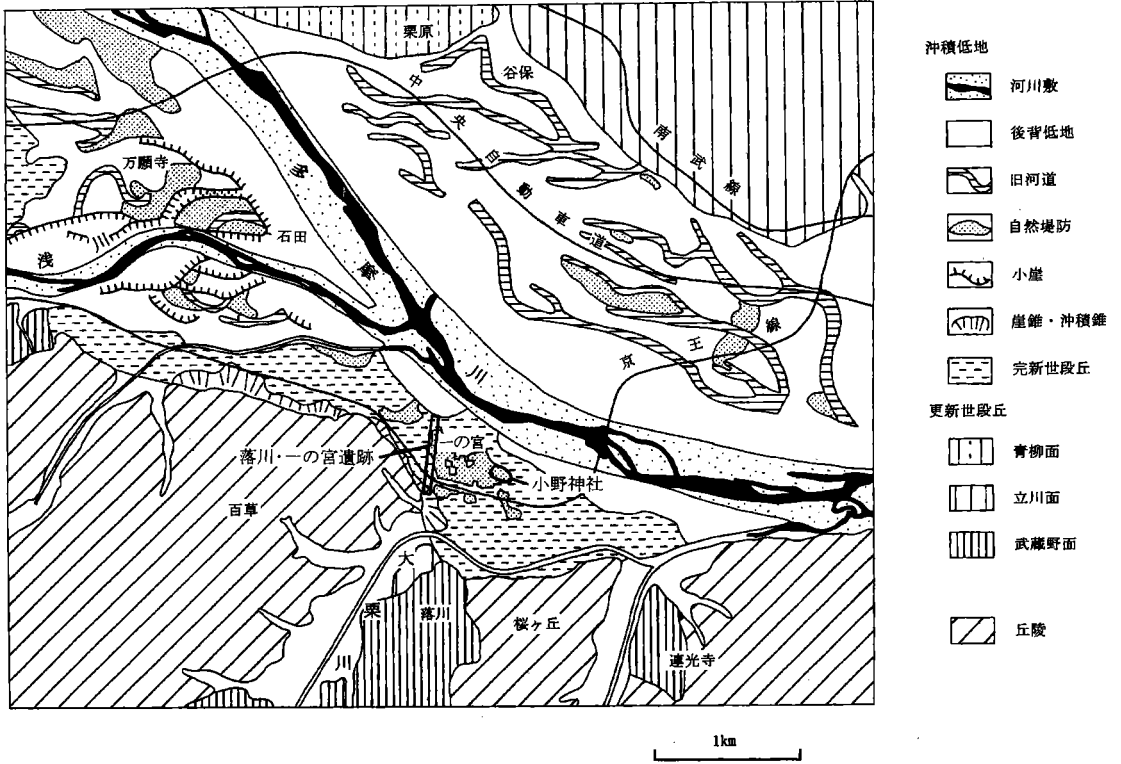 栗原
谷保
中央自動車道
南武線
多摩川
万願寺
石田
浅川
京王線
一の宮
落川・一の宮遺跡
小野神社
百草
大栗川
落川
桜ヶ丘
連光寺
1km
沖積低地
河川敷
後背低地
旧河道
自然堤防
小崖
崖錐・沖積錐
完新世段丘
更新世段丘
青柳面
立川面
武蔵野面
丘陵